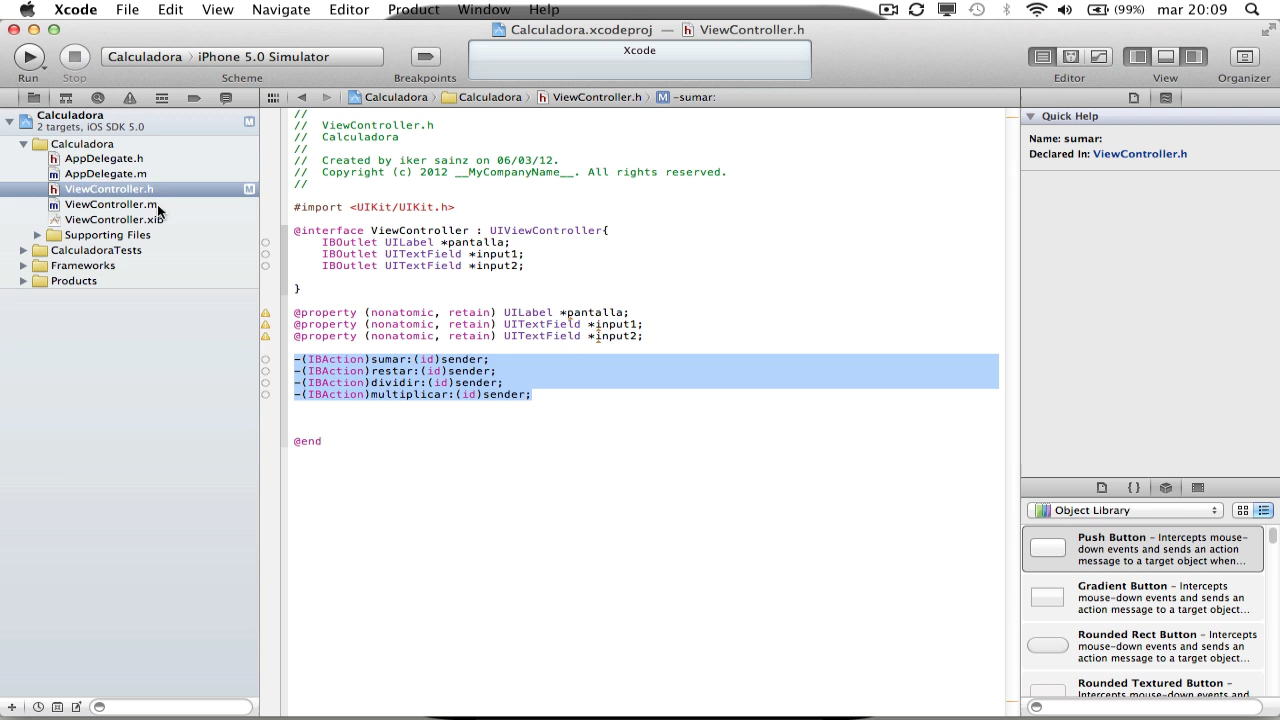 Xcode File Edit View Navigate Editor Product Window Help (99%) mar 20:09
Calculadora.xcodeproj — ViewController.h
Calculadora › iPhone 5.0 Simulator
Xcode
Run Stop Scheme Breakpoints Editor View Organizer
Calculadora Calculadora ViewController.h M -sumar:
Calculadora M
2 targets, iOS SDK 5.0
Calculadora
AppDelegate.h
AppDelegate.m
ViewController.h M
ViewController.m
ViewController.xib
Supporting Files
CalculadoraTests
Frameworks
Products
//
// ViewController.h
// Calculadora
//
// Created by iker sainz on 06/03/12.
// Copyright (c) 2012 __MyCompanyName__. All rights reserved.
//
#import <UIKit/UIKit.h>
@interface ViewController : UIViewController{
IBOutlet UILabel *pantalla;
IBOutlet UITextField *input1;
IBOutlet UITextField *input2;
}
@property (nonatomic, retain) UILabel *pantalla;
@property (nonatomic, retain) UITextField *input1;
@property (nonatomic, retain) UITextField *input2;
-(IBAction)sumar:(id)sender;
-(IBAction)restar:(id)sender;
-(IBAction)dividir:(id)sender;
-(IBAction)multiplicar:(id)sender;
@end
Quick Help
Name: sumar:
Declared In: ViewController.h
{ }
Object Library
Push Button – Intercepts mouse-
down events and sends an action
message to a target object when...
Gradient Button – Intercepts
mouse-down events and sends an
action message to a target object...
Rounded Rect Button – Intercepts
mouse-down events and sends an
action message to a target object...
Rounded Textured Button –
Intercepts mouse-down events and